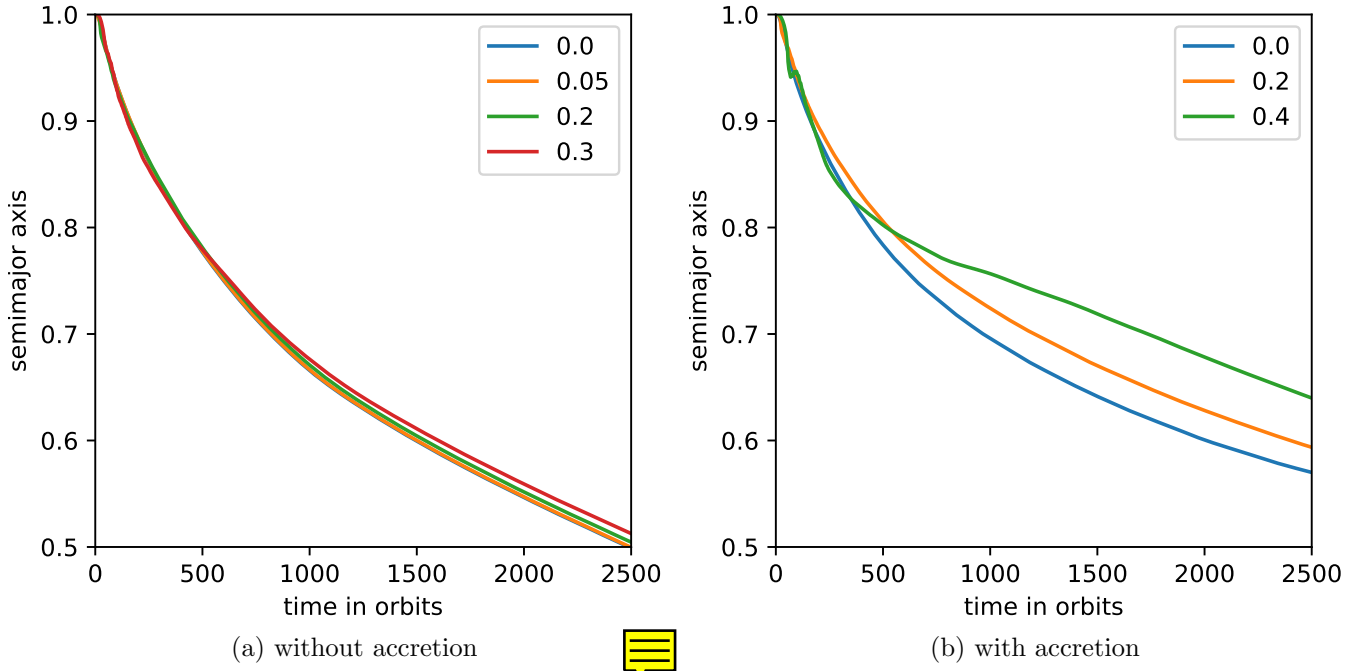 1.0
0.9
0.8
0.7
0.6
0.5
semimajor axis
0 500 1000 1500 2000 2500
time in orbits
0.0
0.05
0.2
0.3
(a) without accretion
1.0
0.9
0.8
0.7
0.6
0.5
semimajor axis
0 500 1000 1500 2000 2500
time in orbits
0.0
0.2
0.4
(b) with accretion